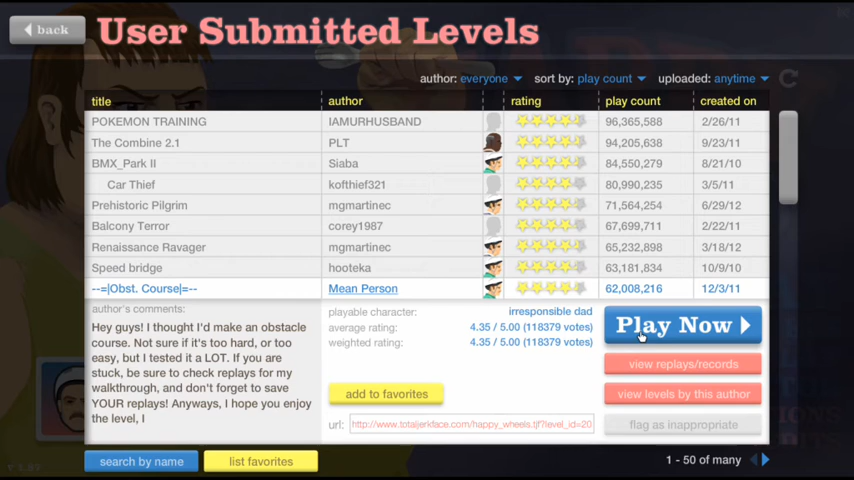 back
User Submitted Levels
author: everyone sort by: play count uploaded: anytime
title author rating play count created on
POKEMON TRAINING IAMURHUSBAND 96,365,588 2/26/11
The Combine 2.1 PLT 94,205,638 9/23/11
BMX_Park II Siaba 84,550,279 8/21/10
Car Thief kofthief321 80,990,235 3/5/11
Prehistoric Pilgrim mgmartinec 71,564,254 6/29/12
Balcony Terror corey1987 67,699,711 2/22/11
Renaissance Ravager mgmartinec 65,232,898 3/18/12
Speed bridge hooteka 63,181,834 10/9/10
--=|Obst. Course|=-- Mean Person 62,008,216 12/3/11
author's comments:
Hey guys! I thought I'd make an obstacle
course. Not sure if it's too hard, or too
easy, but I tested it a LOT. If you are
stuck, be sure to check replays for my
walkthrough, and don't forget to save
YOUR replays! Anyways, I hope you enjoy
the level, I
playable character: irresponsible dad
average rating: 4.35 / 5.00 (118379 votes)
weighted rating: 4.35 / 5.00 (118379 votes)
add to favorites
url: http://www.totaljerkface.com/happy_wheels.tjf?level_id=20
Play Now
view replays/records
view levels by this author
flag as inappropriate
search by name list favorites 1 - 50 of many